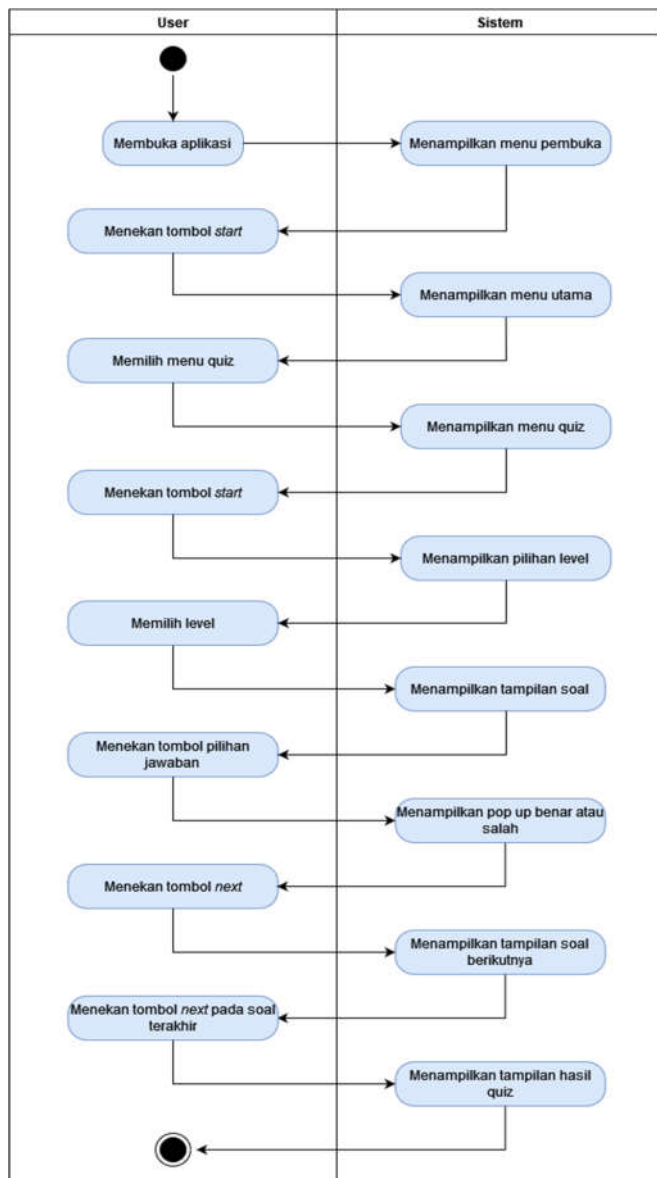 User
Sistem
Membuka aplikasi
Menampilkan menu pembuka
Menekan tombol start
Menampilkan menu utama
Memilih menu quiz
Menampilkan menu quiz
Menekan tombol start
Menampilkan pilihan level
Memilih level
Menampilkan tampilan soal
Menekan tombol pilihan
jawaban
Menampilkan pop up benar atau
salah
Menekan tombol next
Menampilkan tampilan soal
berikutnya
Menekan tombol next pada soal
terakhir
Menampilkan tampilan hasil
quiz